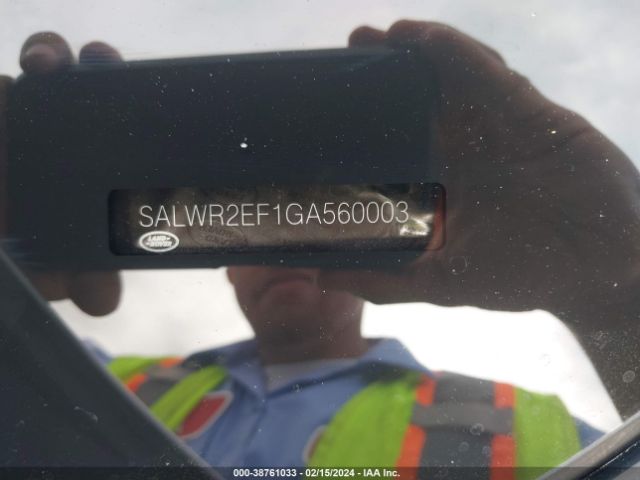 SALWR2EF1GA560003
LAND-
ROVER
000-38761033 - 02/15/2024 - IAA Inc.